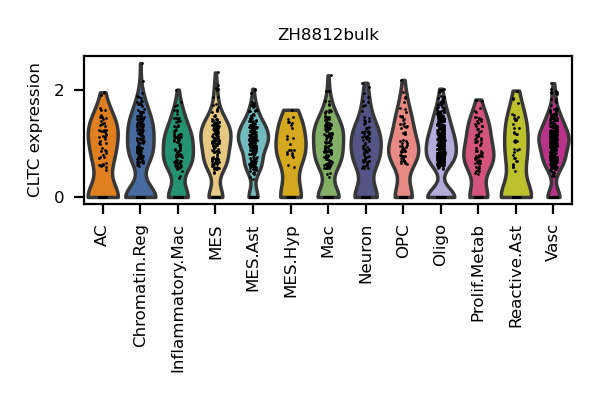 ZH8812bulk
CLTC expression
2
0
AC
Chromatin.Reg
Inflammatory.Mac
MES
MES.Ast
MES.Hyp
Mac
Neuron
OPC
Oligo
Prolif.Metab
Reactive.Ast
Vasc